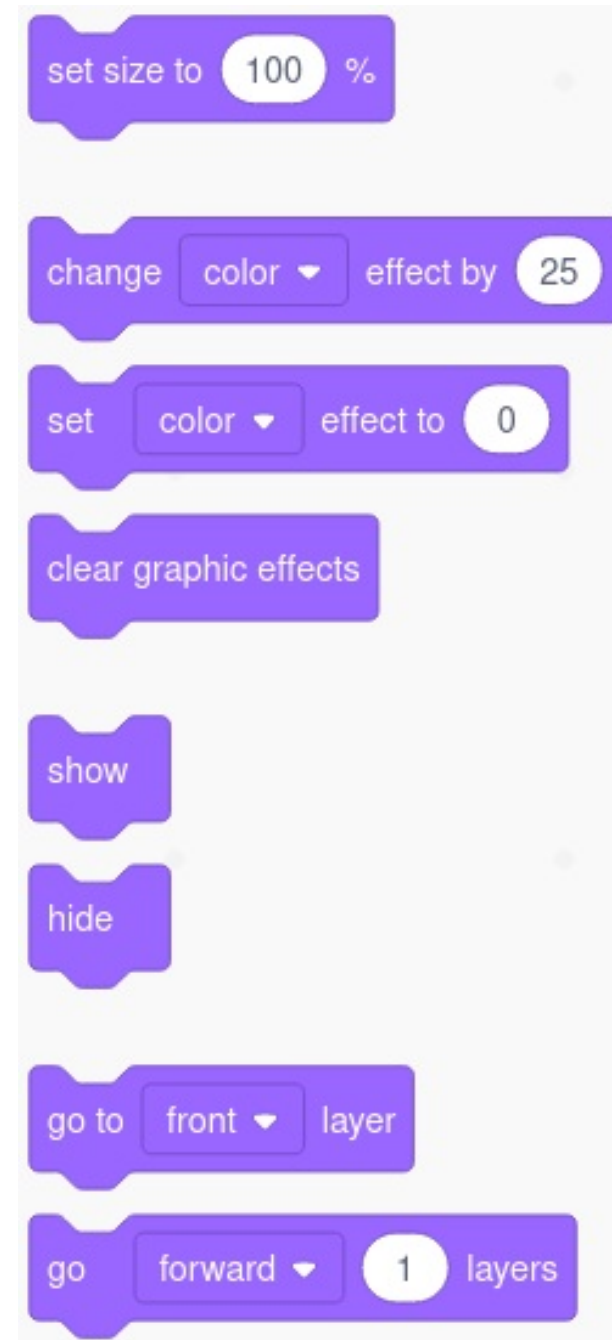 set size to 100 %
change color effect by 25
set color effect to 0
clear graphic effects
show
hide
go to front layer
go forward 1 layers